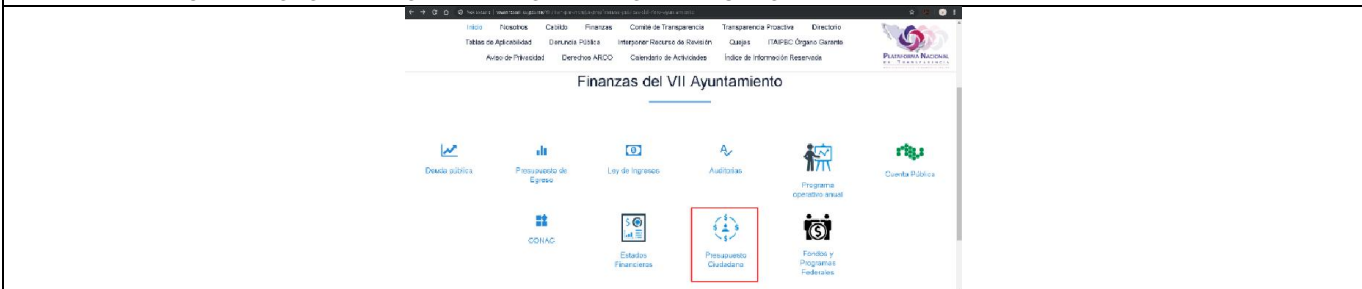 Inicio Nosotros Cabildo Finanzas Comité de Transparencia Transparencia Proactiva Directorio
Tablas de Aplicabilidad Denuncia Pública Interponer Recurso de Revisión Quejas ITAIPBC Órgano Garante
Aviso de Privacidad Derechos ARCO Calendario de Actividades Índice de Información Reservada
PLATAFORMA NACIONAL
DE TRANSPARENCIA
Finanzas del VII Ayuntamiento
Deuda pública
Presupuesto de
Egreso
Ley de Ingresos
Auditorias
Programa
operativo anual
Cuenta Pública
CONAC
Estados
Financieros
Presupuesto
Ciudadano
Fondos y
Programas
Federales